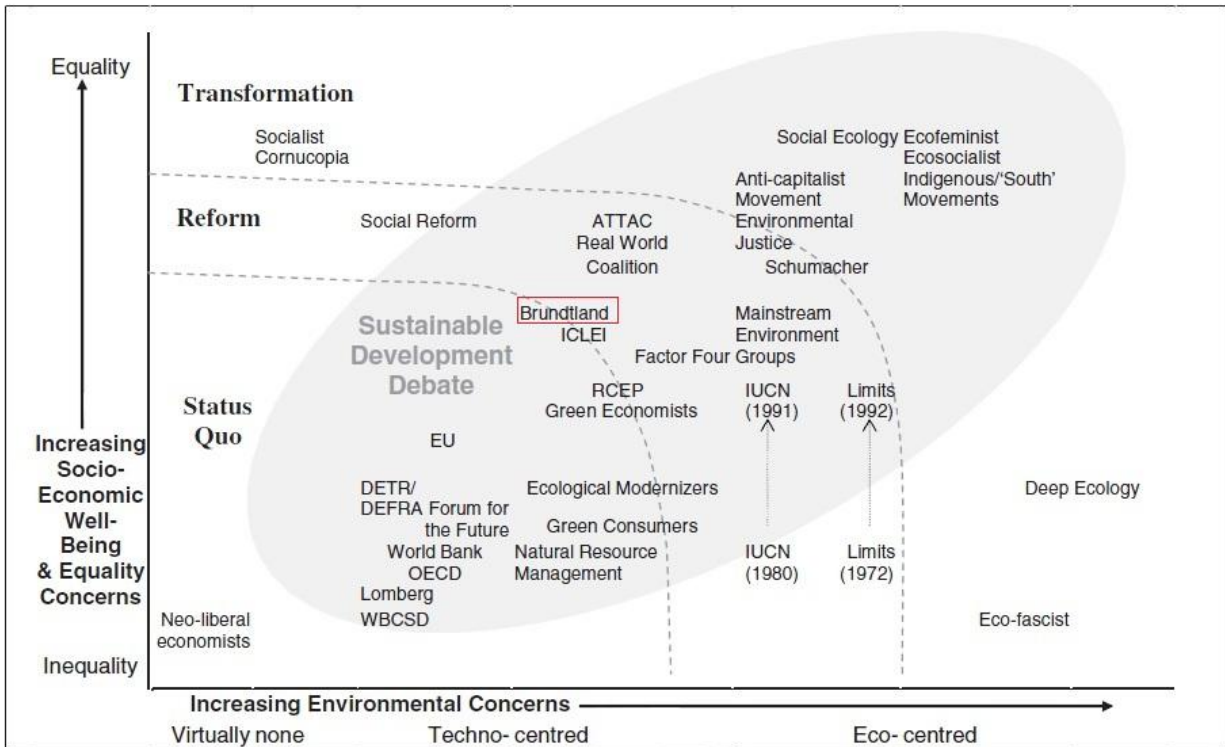 Equality
Transformation
Socialist
Cornucopia
Social Ecology
Ecofeminist
Ecosocialist
Indigenous/‘South’
Movements
Anti-capitalist
Movement
Environmental
Justice
Reform
Social Reform
ATTAC
Real World
Coalition
Schumacher
Brundtland
ICLEI
Mainstream
Environment
Sustainable
Development
Debate
Factor Four Groups
RCEP
Green Economists
IUCN
(1991)
Limits
(1992)
Status
Quo
EU
Increasing
Socio-
Economic
Well-
Being
& Equality
Concerns
DETR/
DEFRA
Forum for
the Future
Ecological Modernizers
Green Consumers
Deep Ecology
World Bank
OECD
Natural Resource
Management
IUCN
(1980)
Limits
(1972)
Lomberg
WBCSD
Neo-liberal
economists
Eco-fascist
Inequality
Increasing Environmental Concerns
Virtually none
Techno- centred
Eco- centred